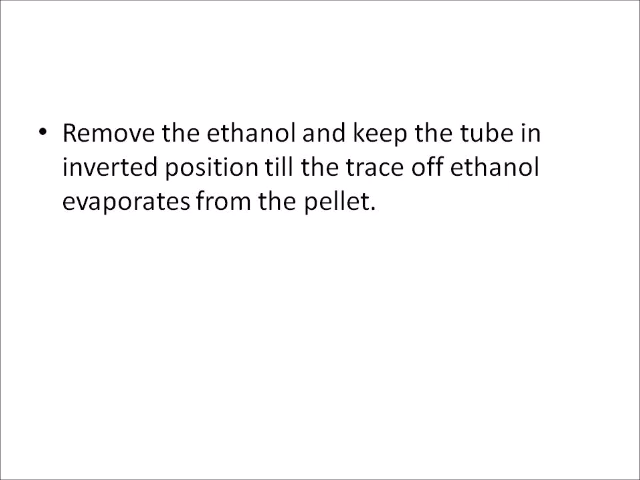 • Remove the ethanol and keep the tube in
inverted position till the trace off ethanol
evaporates from the pellet.